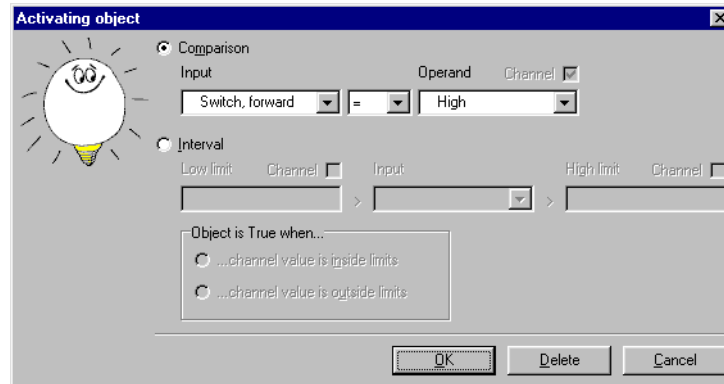 Activating object
Comparison
Input Operand Channel
Switch, forward = High
Interval
Low limit Channel Input High limit Channel
> >
Object is True when...
...channel value is inside limits
...channel value is outside limits
OK Delete Cancel